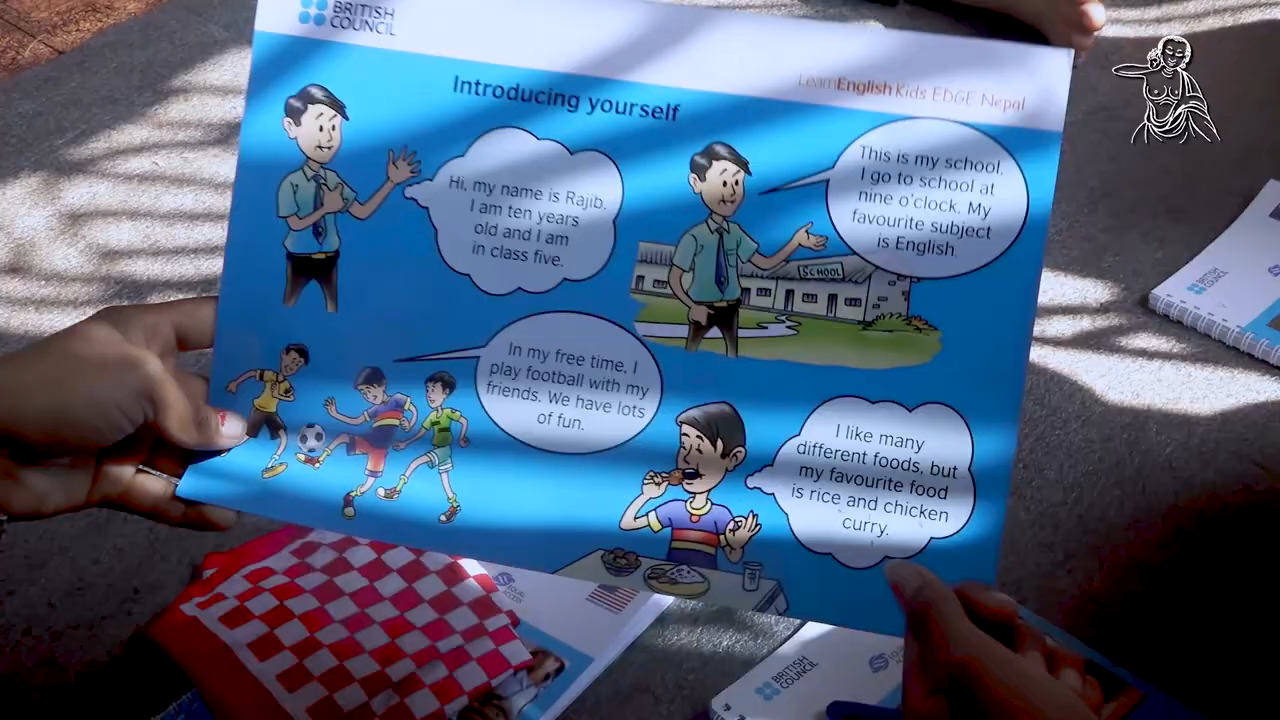 BRITISH
COUNCIL
LearnEnglish Kids EDGE Nepal
Introducing yourself
Hi, my name is Rajib.
I am ten years
old and I am
in class five.
This is my school.
I go to school at
nine o'clock. My
favourite subject
is English.
SCHOOL
In my free time, I
play football with my
friends. We have lots
of fun.
I like many
different foods, but
my favourite food
is rice and chicken
curry.
BRITISH
COUNCIL
EQUAL
ACCESS
BRITISH
COUNCIL